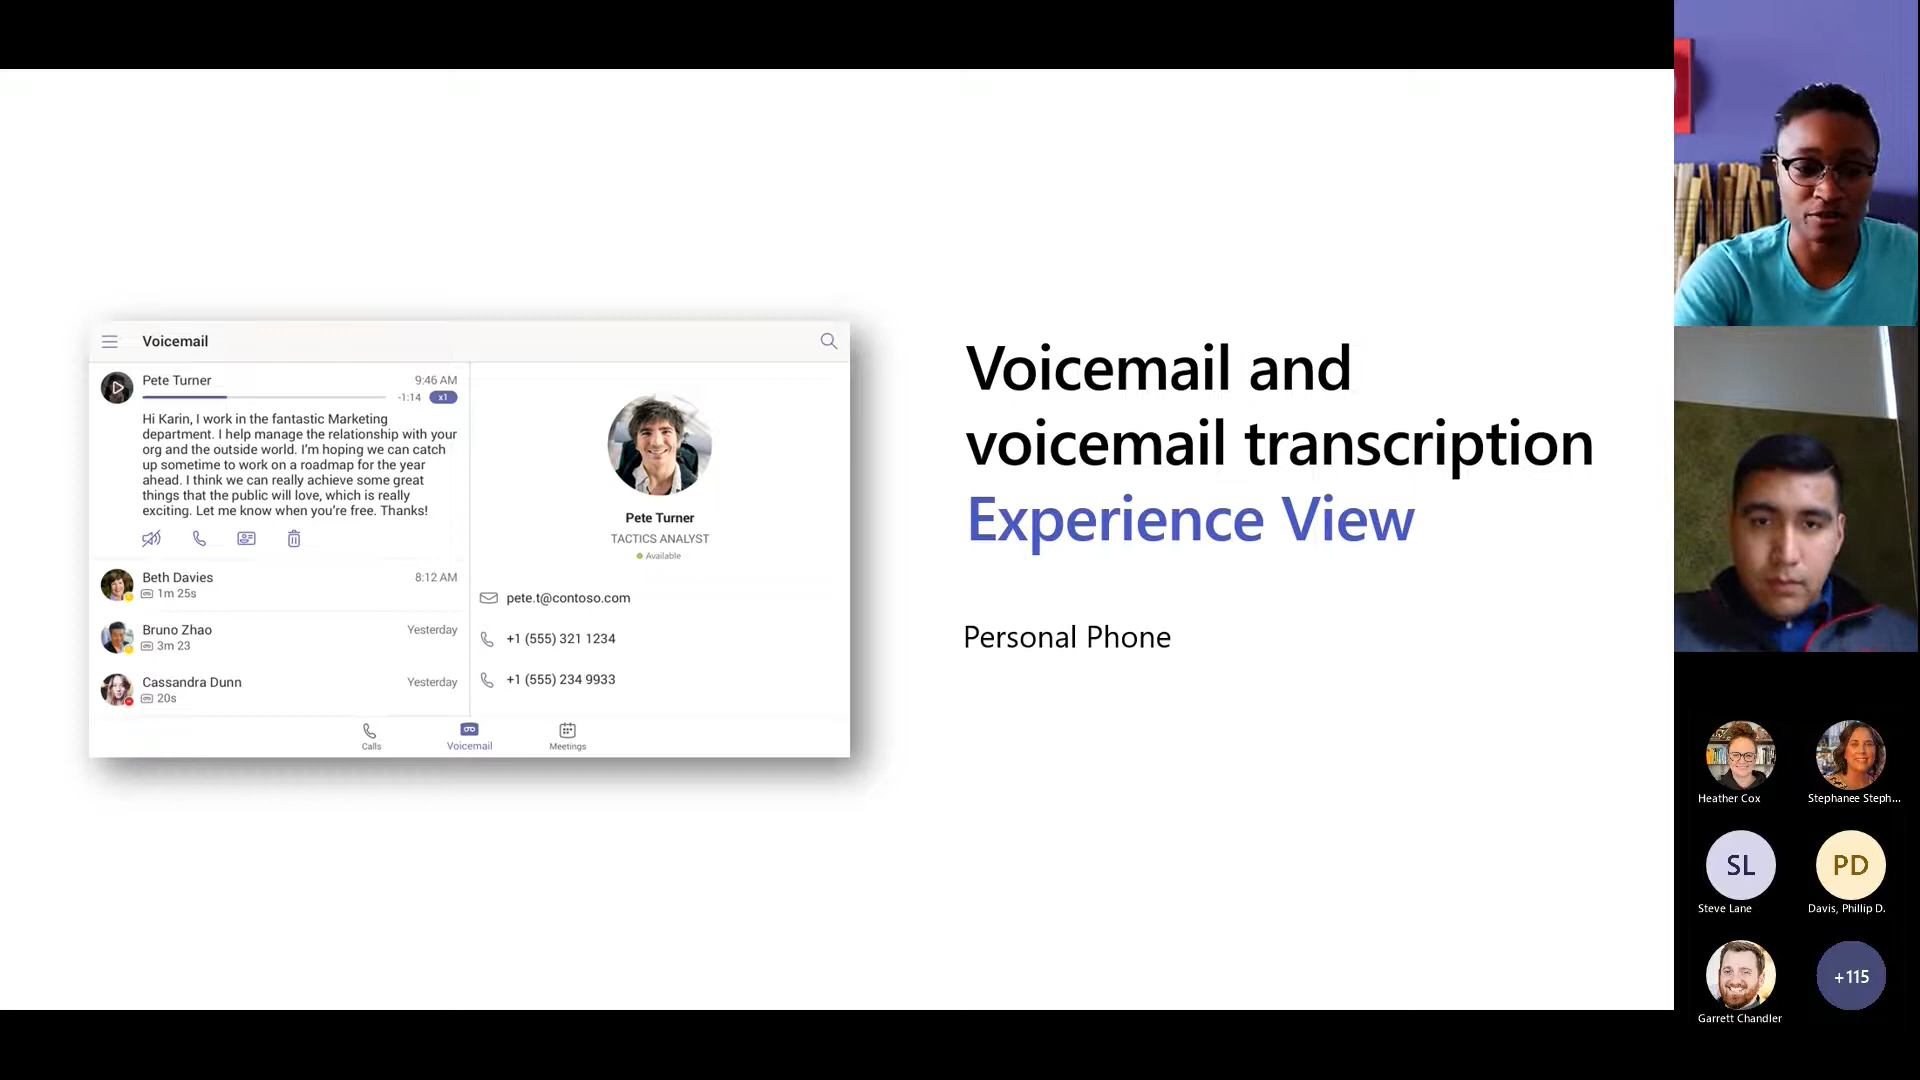 Voicemail
Pete Turner
9:46 AM
-1:14
x1
Hi Karin, I work in the fantastic Marketing
department. I help manage the relationship with your
org and the outside world. I'm hoping we can catch
up sometime to work on a roadmap for the year
ahead. I think we can really achieve some great
things that the public will love, which is really
exciting. Let me know when you're free. Thanks!
Beth Davies
8:12 AM
1m 25s
Bruno Zhao
Yesterday
3m 23
Cassandra Dunn
Yesterday
20s
Pete Turner
TACTICS ANALYST
Available
pete.t@contoso.com
+1 (555) 321 1234
+1 (555) 234 9933
Calls
Voicemail
Meetings
Voicemail and
voicemail transcription
Experience View
Personal Phone
Heather Cox
Stephanee Steph...
SL
Steve Lane
PD
Davis, Phillip D.
Garrett Chandler
+115